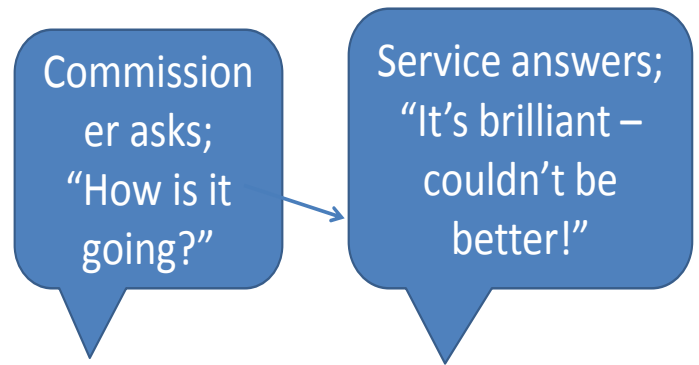 Commission
er asks;
“How is it
going?”
Service answers;
“It’s brilliant –
couldn’t be
better!”